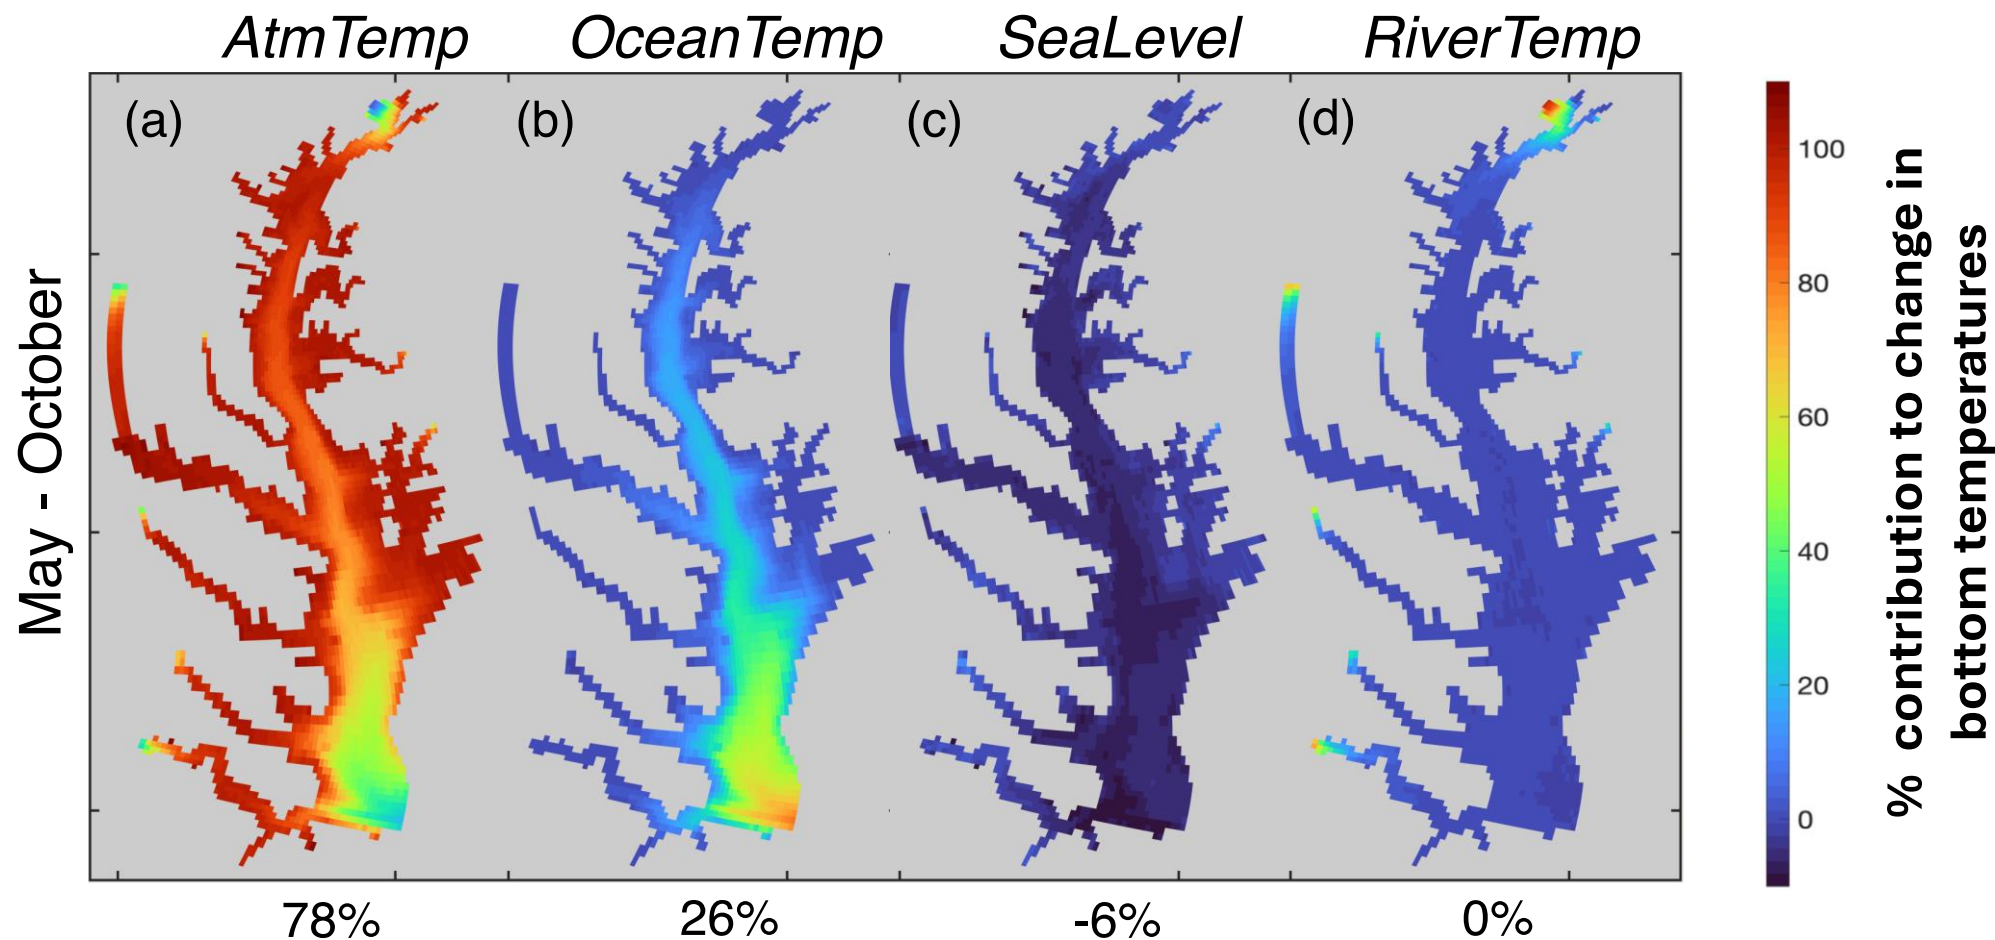 AtmTemp OceanTemp SeaLevel RiverTemp
(a) (b) (c) (d)
May - October
100
80
60
40
20
0
% contribution to change in
bottom temperatures
78% 26% -6% 0%